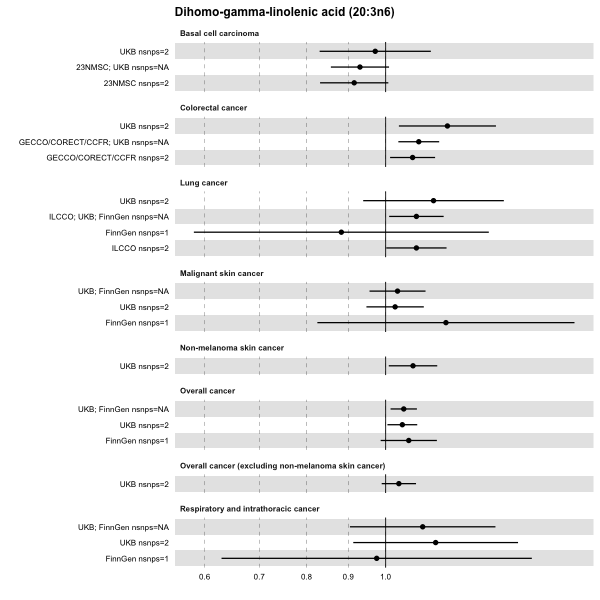 Dihomo-gamma-linolenic acid (20:3n6)
Basal cell carcinoma
UKB nsnps=2
23NMSC; UKB nsnps=NA
23NMSC nsnps=2
Colorectal cancer
UKB nsnps=2
GECCO/CORECT/CCFR; UKB nsnps=NA
GECCO/CORECT/CCFR nsnps=2
Lung cancer
UKB nsnps=2
ILCCO; UKB; FinnGen nsnps=NA
FinnGen nsnps=1
ILCCO nsnps=2
Malignant skin cancer
UKB; FinnGen nsnps=NA
UKB nsnps=2
FinnGen nsnps=1
Non-melanoma skin cancer
UKB nsnps=2
Overall cancer
UKB; FinnGen nsnps=NA
UKB nsnps=2
FinnGen nsnps=1
Overall cancer (excluding non-melanoma skin cancer)
UKB nsnps=2
Respiratory and intrathoracic cancer
UKB; FinnGen nsnps=NA
UKB nsnps=2
FinnGen nsnps=1
0.6 0.7 0.8 0.9 1.0